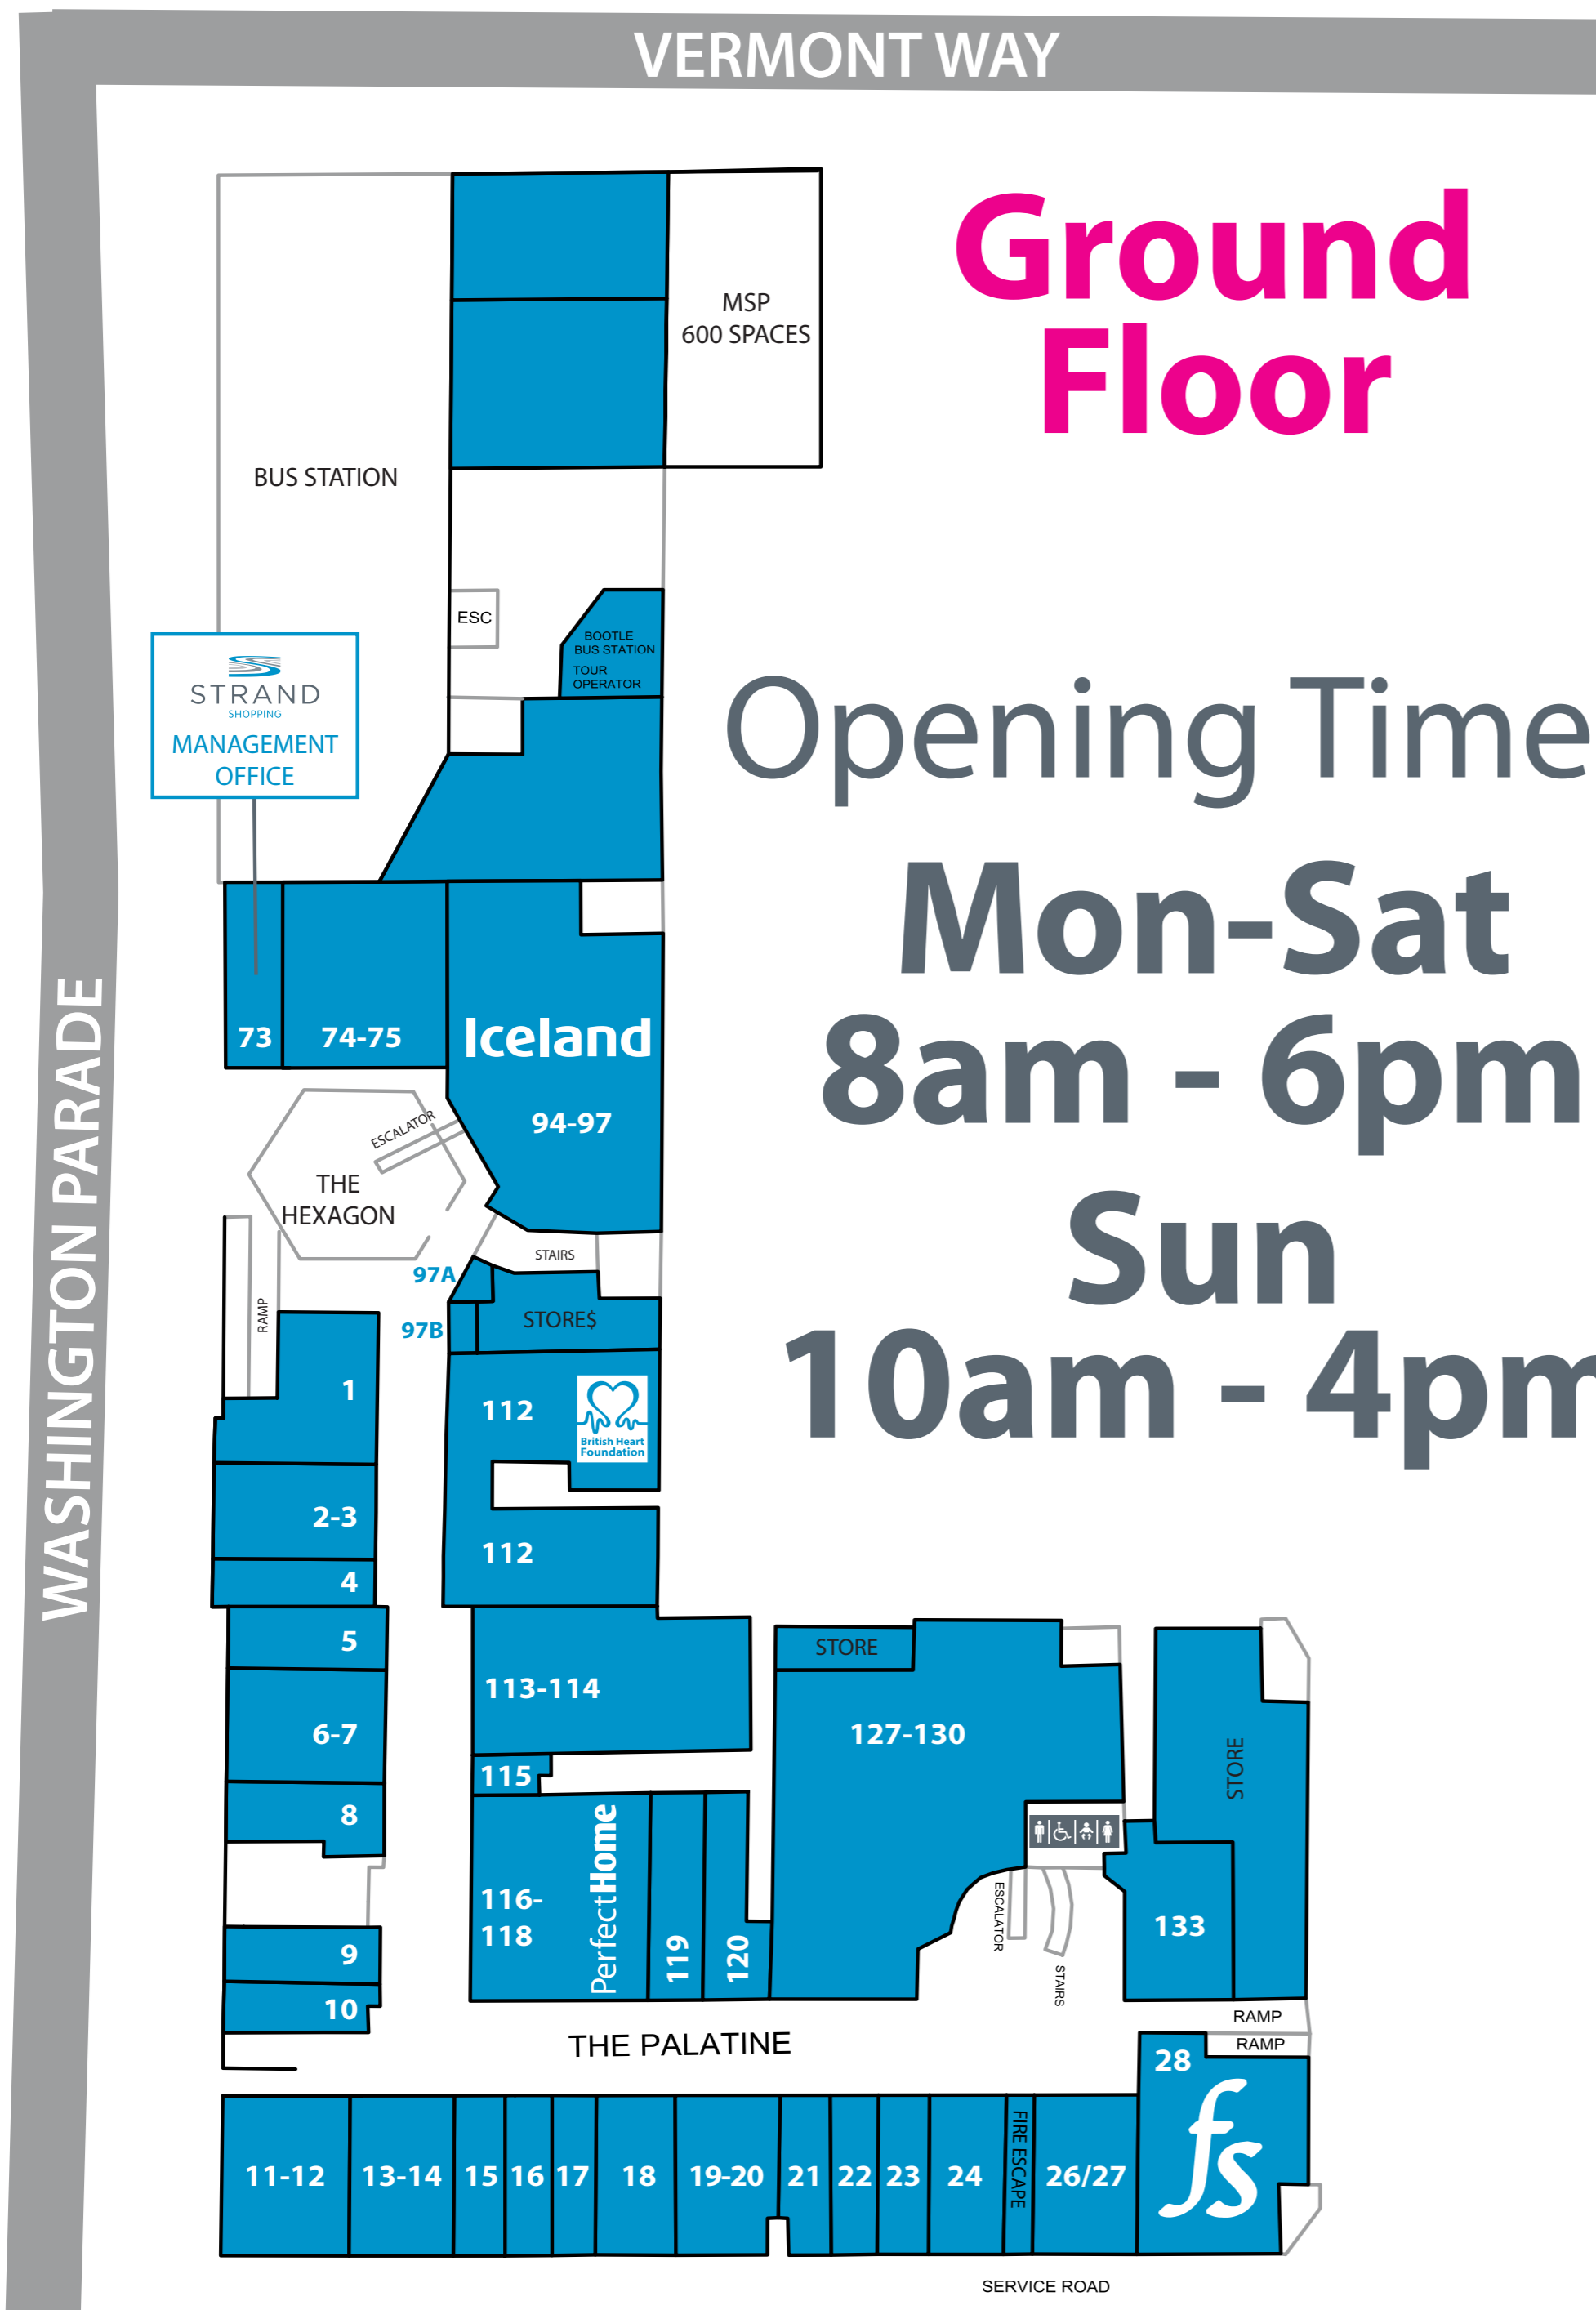 VERMONT WAY
WASHINGTON PARADE
Ground
Floor
MSP
600 SPACES
BUS STATION
ESC
BOOTLE
BUS STATION
TOUR
OPERATOR
STRAND
SHOPPING
MANAGEMENT
OFFICE
Opening Time
Mon-Sat
8am - 6pm
Sun
10am - 4pm
73
74-75
Iceland
94-97
ESCALATOR
THE
HEXAGON
STAIRS
97A
97B
STORE$
RAMP
1
112
British Heart
Foundation
2-3
112
4
5
6-7
8
9
10
113-114
115
116-
118
PerfectHome
119
120
STORE
127-130
STORE
133
ESCALATOR
STAIRS
RAMP
RAMP
THE PALATINE
28
fs
11-12
13-14
15
16
17
18
19-20
21
22
23
24
FIRE ESCAPE
26/27
SERVICE ROAD